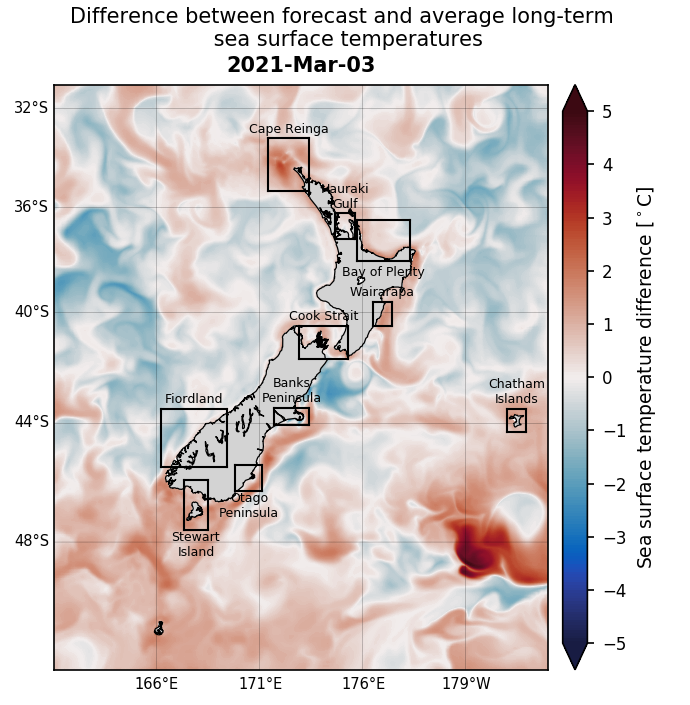 Difference between forecast and average long-term
sea surface temperatures
2021-Mar-03
32°S
36°S
40°S
44°S
48°S
Cape Reinga
Hauraki
Gulf
Bay of Plenty
Wairarapa
Cook Strait
Banks
Peninsula
Fiordland
Chatham
Islands
Otago
Peninsula
Stewart
Island
166°E
171°E
176°E
179°W
5
4
3
2
1
0
−1
−2
−3
−4
−5
Sea surface temperature difference [°C]